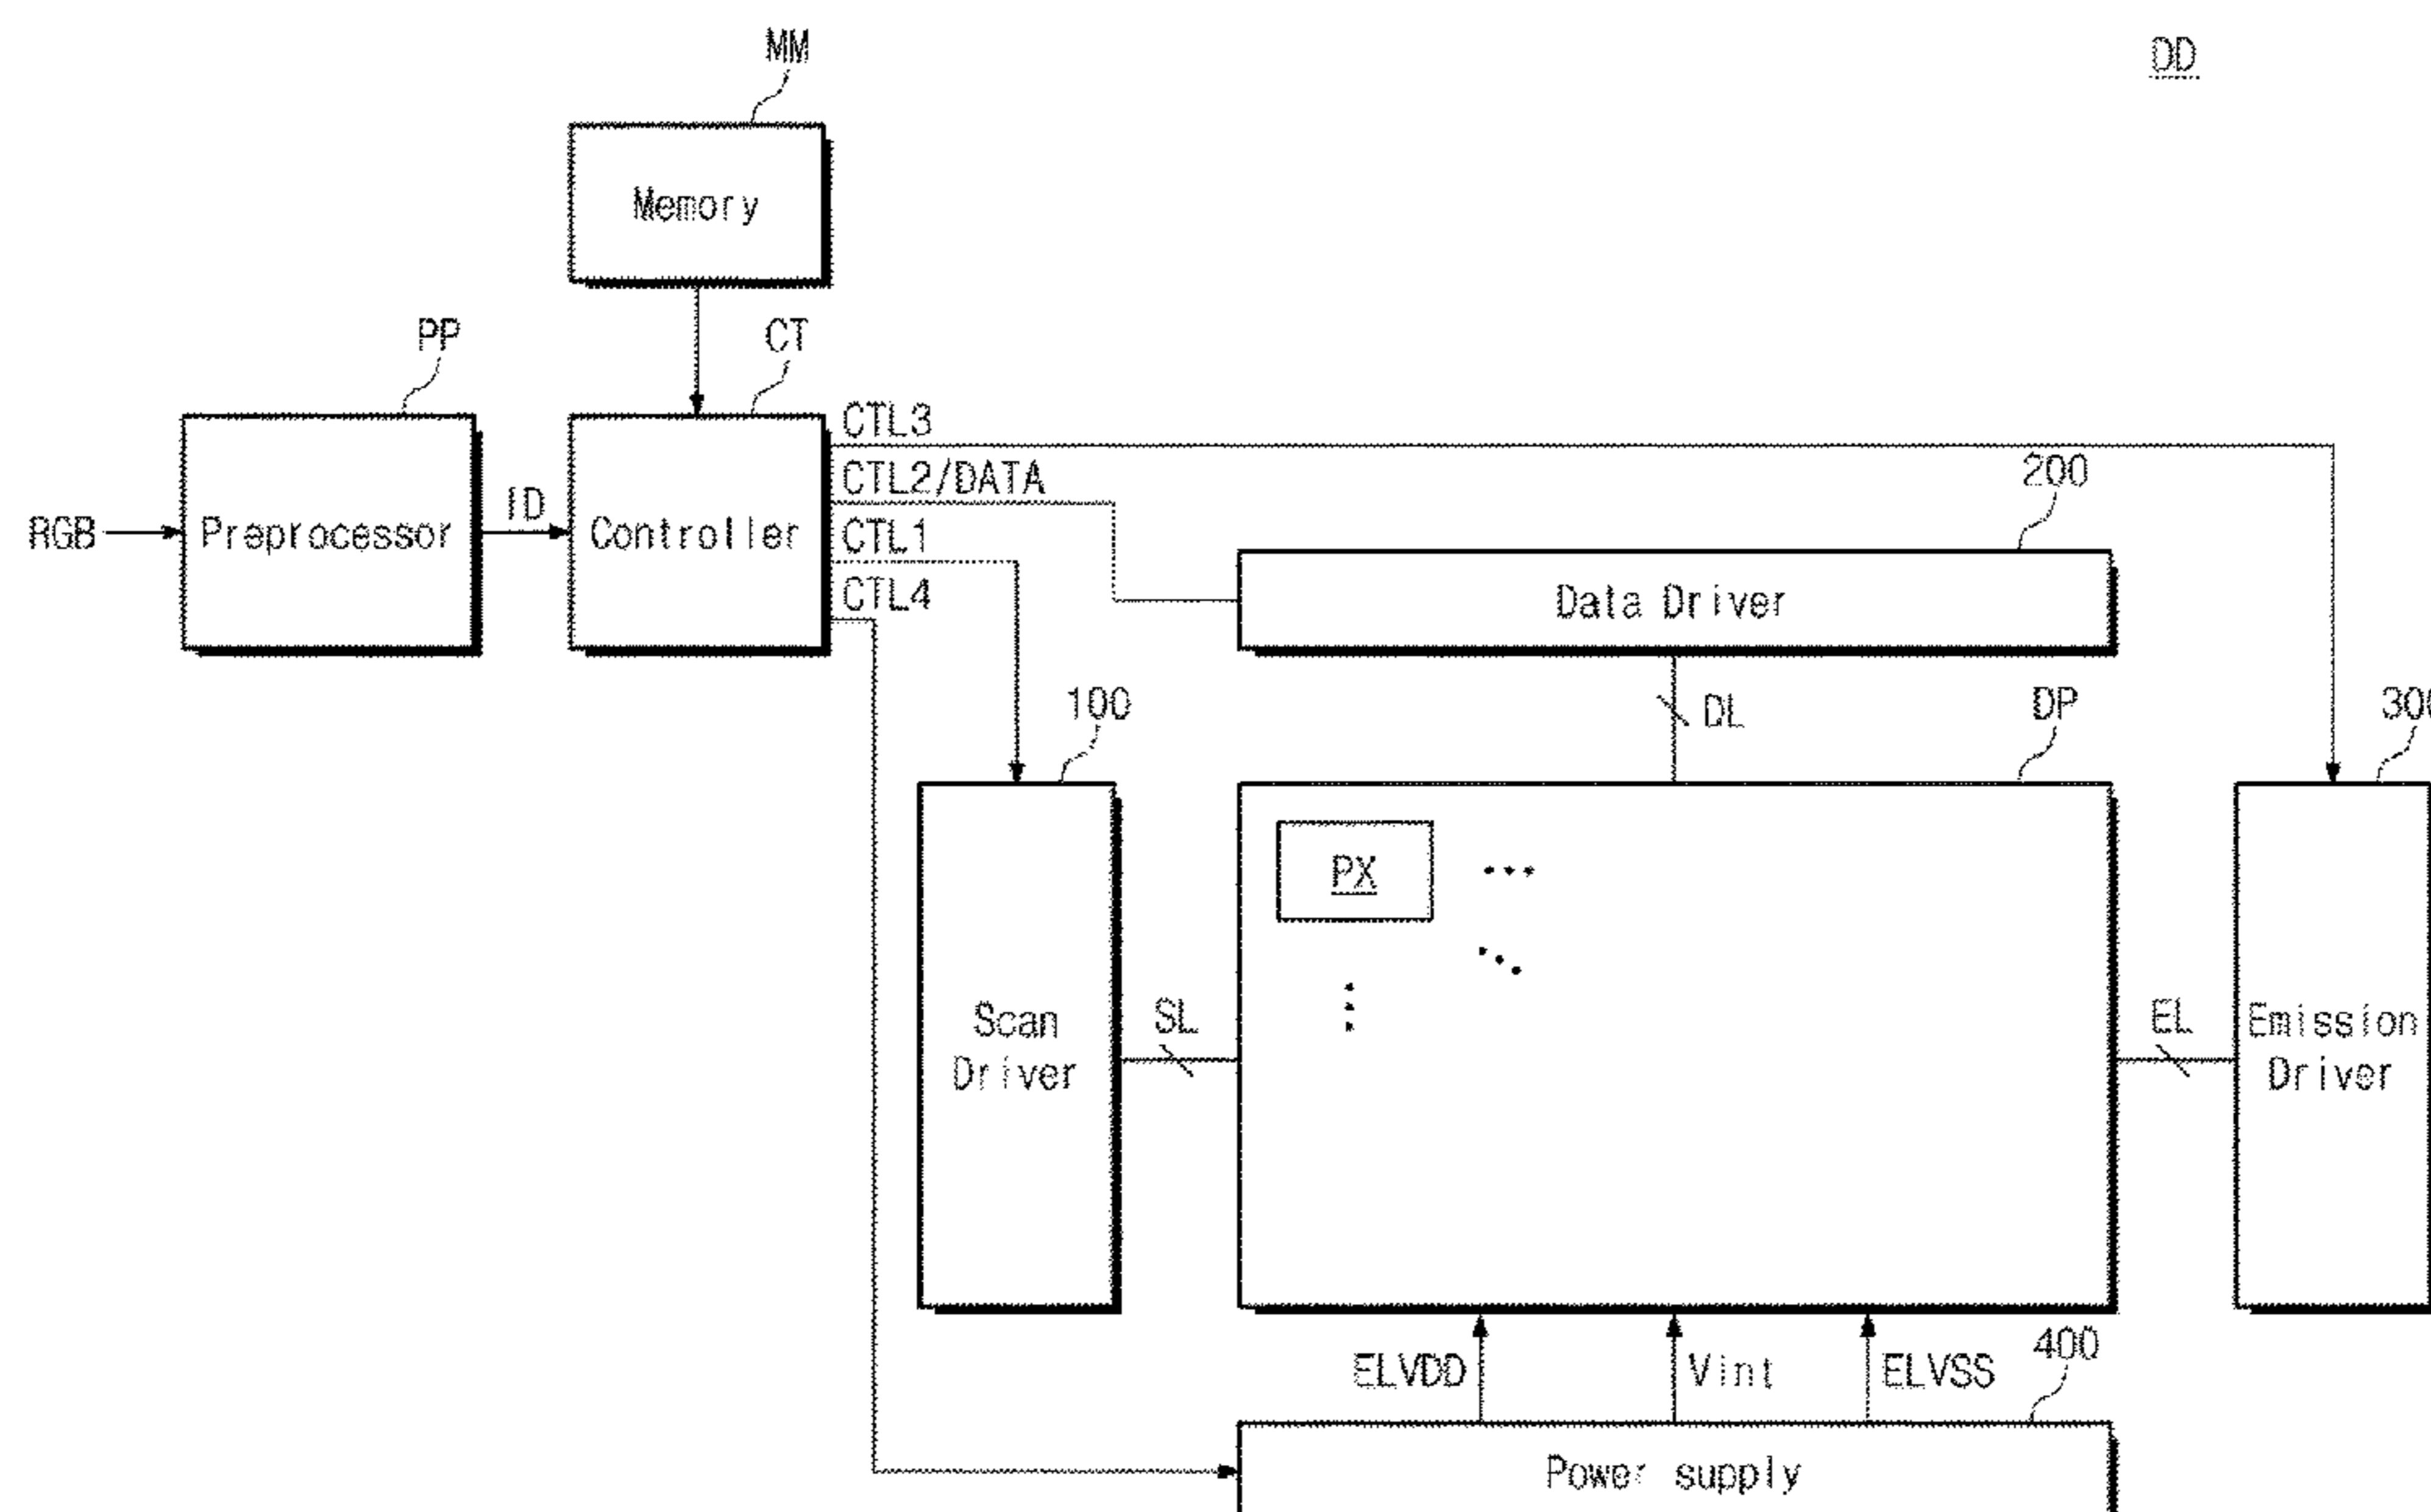 MM
DD
Memory
PP
CT
CTL3
CTL2/DATA
200
RGB
Preprocessor
ID
Controller
CTL1
CTL4
Data Driver
100
DL
DP
300
PX
Scan
Driver
SL
EL
Emission
Driver
ELVDD
Vint
ELVSS
400
Power supply